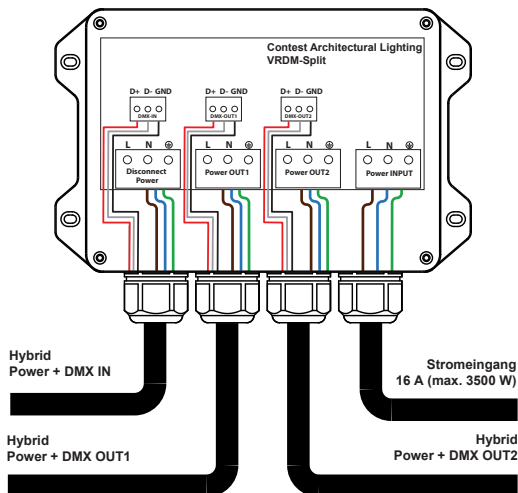 Contest Architectural Lighting
VRDM-Split
D+ D- GND
D+ D- GND
D+ D- GND
DMX-IN
DMX-OUT1
DMX-OUT2
L N
L N
L N
L N
Disconnect
Power
Power OUT1
Power OUT2
Power INPUT
Hybrid
Power + DMX IN
Stromeingang
16 A (max. 3500 W)
Hybrid
Power + DMX OUT1
Hybrid
Power + DMX OUT2